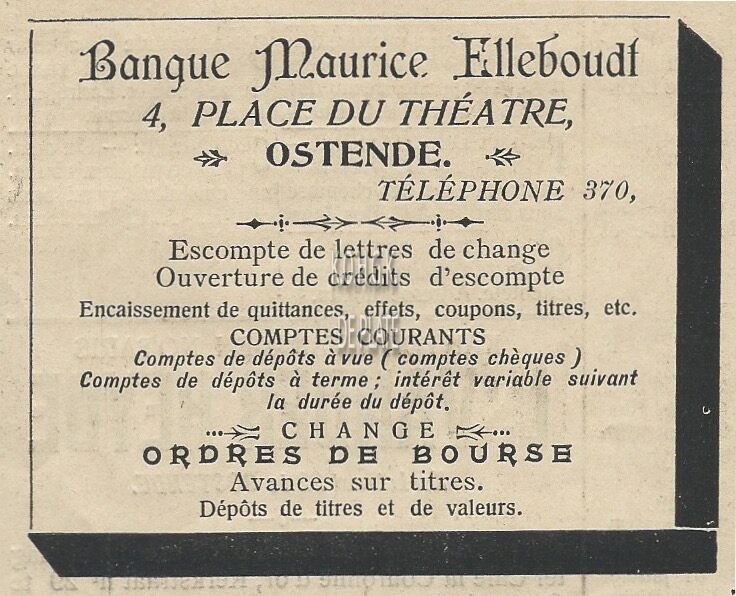 Banque Maurice Elleboudt
4, PLACE DU THÉATRE,
OSTENDE.
TÉLÉPHONE 370,
Escompte de lettres de change
Ouverture de crédits d'escompte
Encaissement de quittances, effets, coupons, titres, etc.
COMPTES COURANTS
Comptes de dépôts à vue ( comptes chèques )
Comptes de dépôts à terme ; intérêt variable suivant
la durée du dépôt.
CHANGE
ORDRES DE BOURSE
Avances sur titres.
Dépôts de titres et de valeurs.
DE PLATE